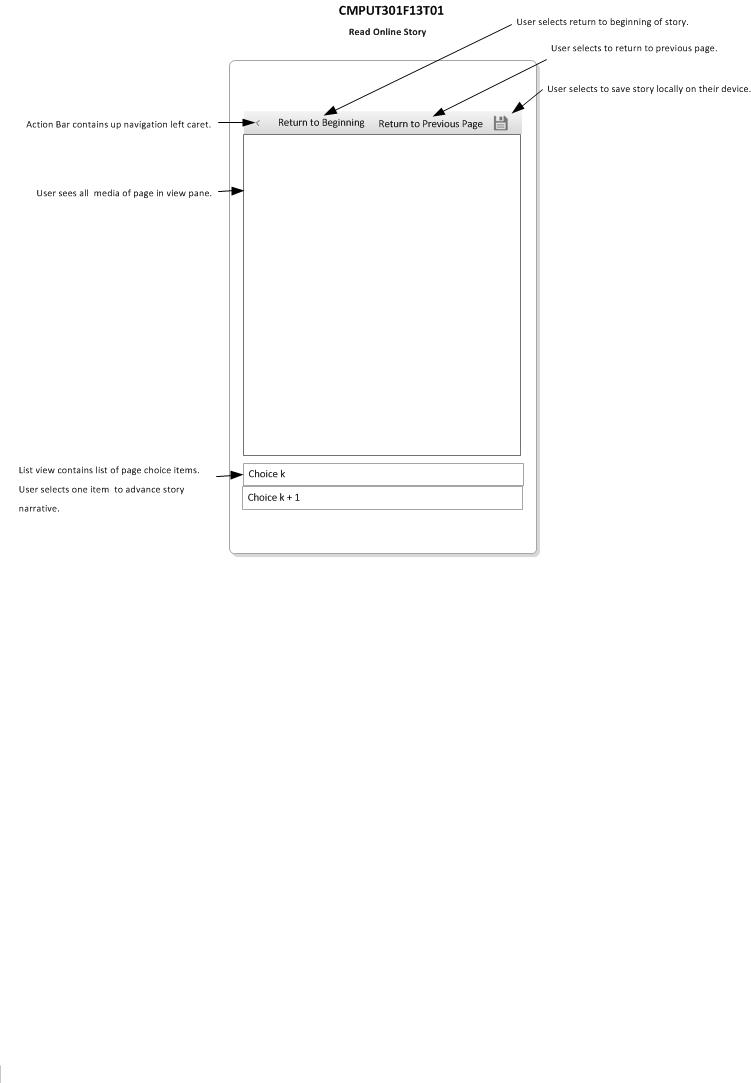 CMPUT301F13T01
Read Online Story
User selects return to beginning of story.
User selects to return to previous page.
User selects to save story locally on their device.
Action Bar contains up navigation left caret.
< Return to Beginning Return to Previous Page
User sees all media of page in view pane.
List view contains list of page choice items.
User selects one item to advance story
narrative.
Choice k
Choice k + 1